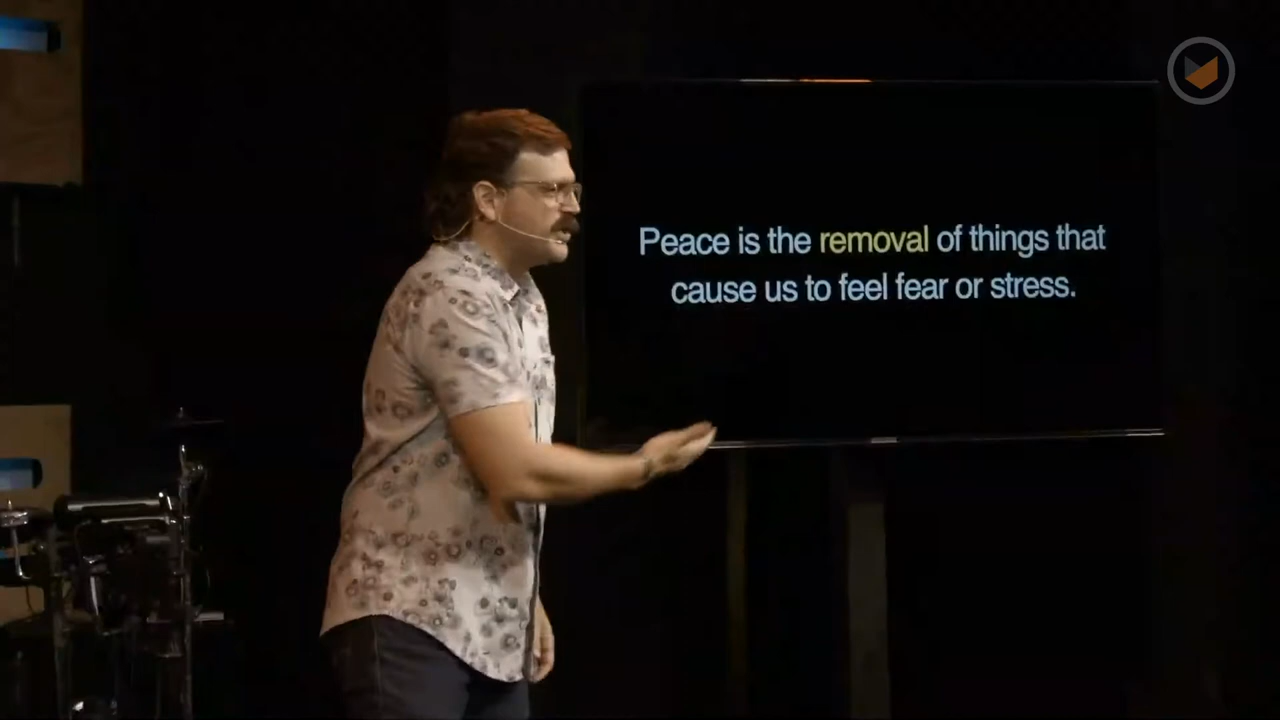 Peace is the removal of things that
cause us to feel fear or stress.